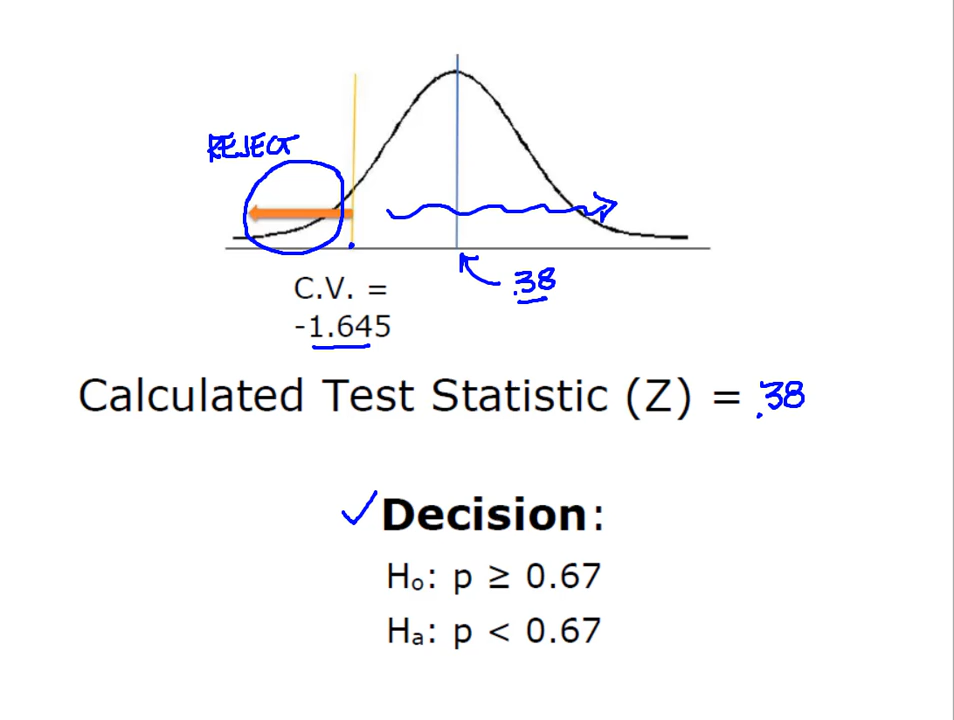 REJECT
.38
C.V. =
-1.645
Calculated Test Statistic (Z) = .38
Decision:
Hₒ: p ≥ 0.67
Hₐ: p < 0.67